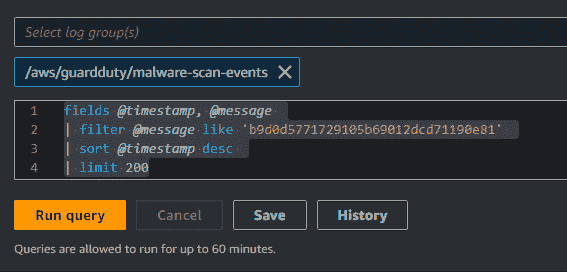 Select log group(s)
/aws/guardduty/malware-scan-events
1 fields @timestamp, @message
2 | filter @message like 'b9d0d5771729105b69012dcd71190e81'
3 | sort @timestamp desc
4 | limit 200
Run query Cancel Save History
Queries are allowed to run for up to 60 minutes.